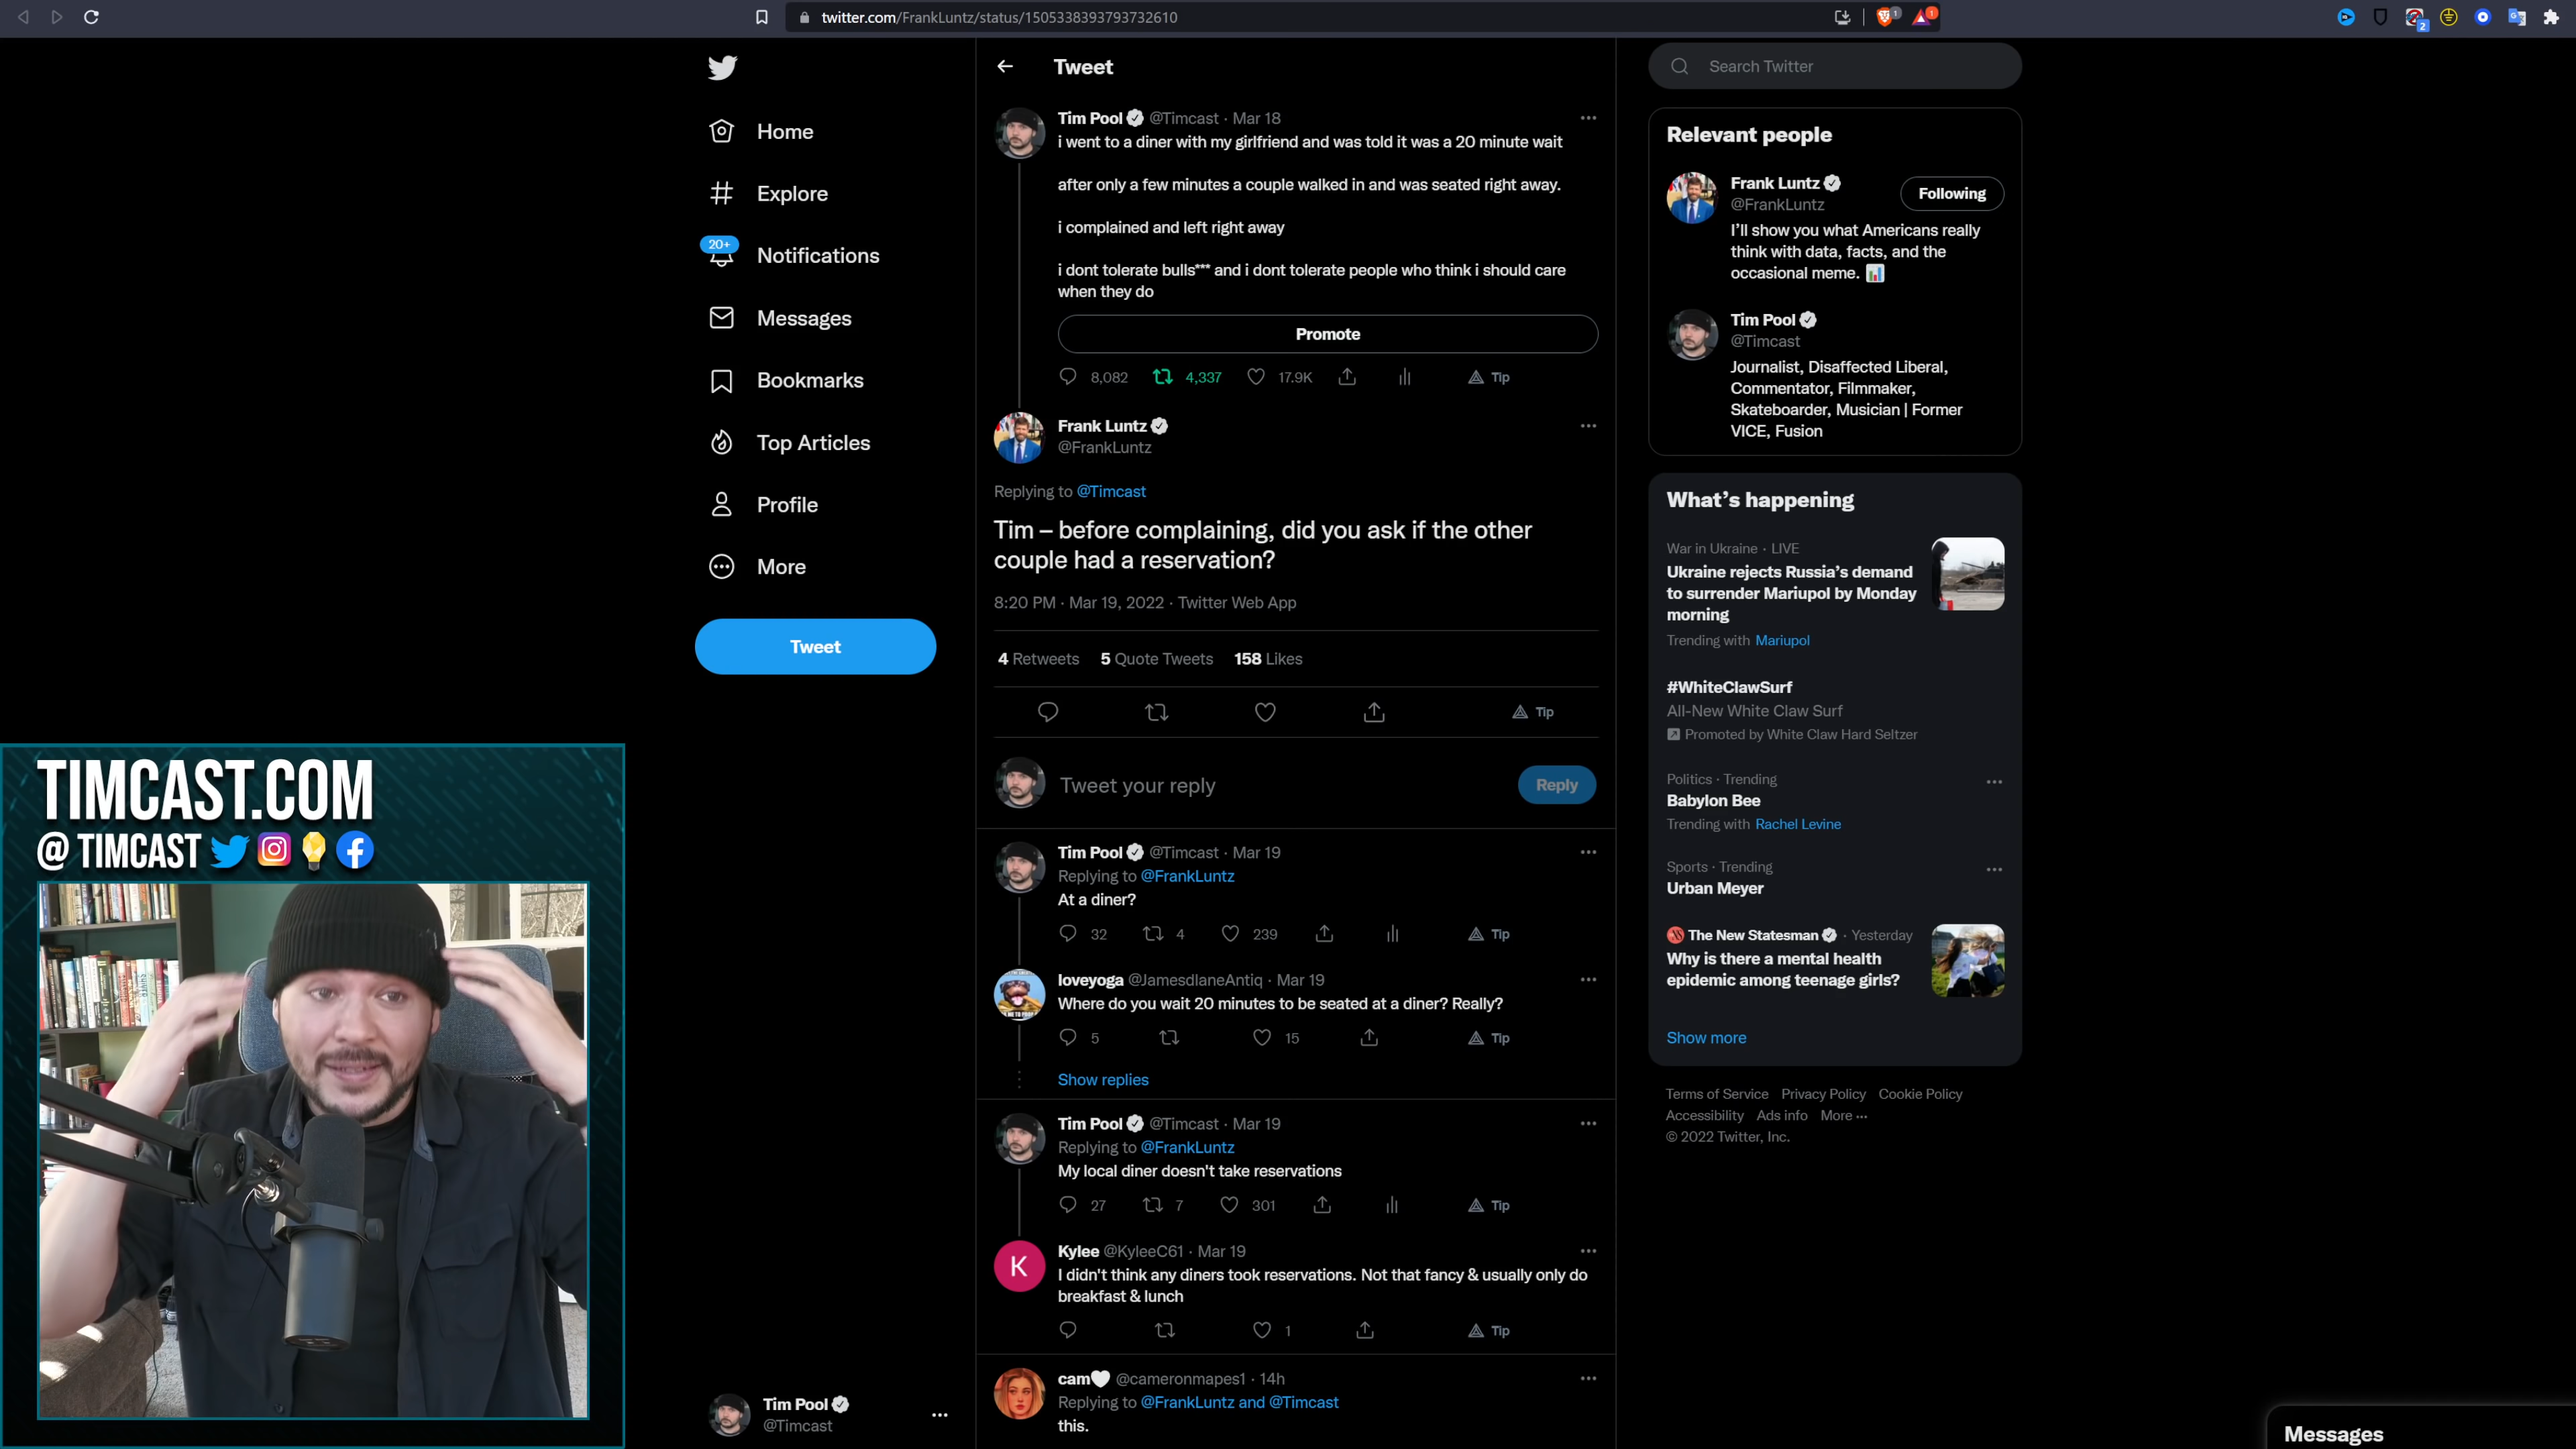 twitter.com/FrankLuntz/status/1505338393793732610
1
1
2
Home
Explore
20+
Notifications
Messages
Bookmarks
Top Articles
Profile
More
Tweet
Tim Pool
@Timcast
Tweet
Tim Pool @Timcast · Mar 18
i went to a diner with my girlfriend and was told it was a 20 minute wait
after only a few minutes a couple walked in and was seated right away.
i complained and left right away
i dont tolerate bulls*** and i dont tolerate people who think i should care
when they do
Promote
8,082 4,337 17.9K Tip
Frank Luntz
@FrankLuntz
Replying to @Timcast
Tim – before complaining, did you ask if the other
couple had a reservation?
8:20 PM · Mar 19, 2022 · Twitter Web App
4 Retweets 5 Quote Tweets 158 Likes
Tip
Tweet your reply
Reply
Tim Pool @Timcast · Mar 19
Replying to @FrankLuntz
At a diner?
32 4 239 Tip
loveyoga @JamesdlaneAntiq · Mar 19
Where do you wait 20 minutes to be seated at a diner? Really?
5 15 Tip
Show replies
Tim Pool @Timcast · Mar 19
Replying to @FrankLuntz
My local diner doesn't take reservations
27 7 301 Tip
K
Kylee @KyleeC61 · Mar 19
I didn't think any diners took reservations. Not that fancy & usually only do
breakfast & lunch
1 Tip
cam🤍 @cameronmapes1 · 14h
Replying to @FrankLuntz and @Timcast
this.
Search Twitter
Relevant people
Frank Luntz
@FrankLuntz
Following
I'll show you what Americans really
think with data, facts, and the
occasional meme. 📊
Tim Pool
@Timcast
Journalist, Disaffected Liberal,
Commentator, Filmmaker,
Skateboarder, Musician | Former
VICE, Fusion
What's happening
War in Ukraine · LIVE
Ukraine rejects Russia's demand
to surrender Mariupol by Monday
morning
Trending with Mariupol
#WhiteClawSurf
All-New White Claw Surf
Promoted by White Claw Hard Seltzer
Politics · Trending
Babylon Bee
Trending with Rachel Levine
Sports · Trending
Urban Meyer
The New Statesman · Yesterday
Why is there a mental health
epidemic among teenage girls?
Show more
Terms of Service Privacy Policy Cookie Policy
Accessibility Ads info More ···
© 2022 Twitter, Inc.
Messages
TIMCAST.COM
@ TIMCAST